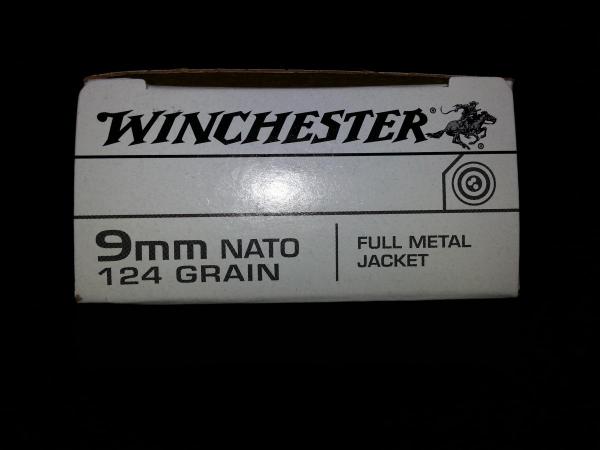 WINCHESTER®
®
9mm NATO
124 GRAIN
FULL METAL
JACKET